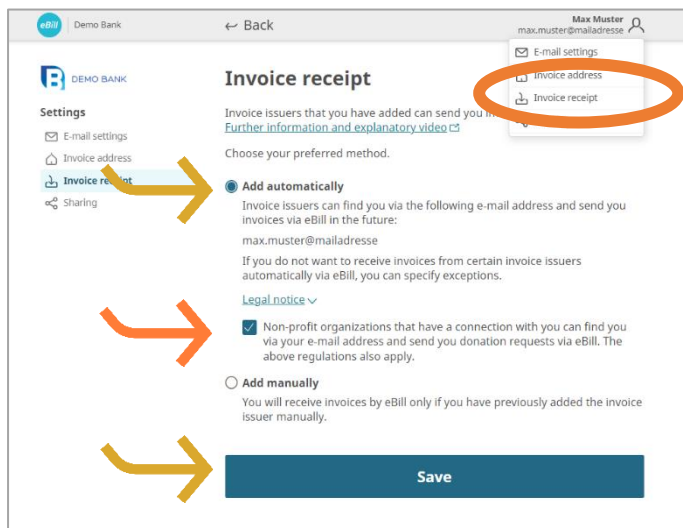 eBill Demo Bank
← Back
Max Muster
max.muster@mailadresse
E-mail settings
Invoice address
Invoice receipt
DEMO BANK
Settings
E-mail settings
Invoice address
Invoice receipt
Sharing
Invoice receipt
Invoice issuers that you have added can send you
Further information and explanatory video
Choose your preferred method.
Add automatically
Invoice issuers can find you via the following e-mail address and send you
invoices via eBill in the future:
max.muster@mailadresse
If you do not want to receive invoices from certain invoice issuers
automatically via eBill, you can specify exceptions.
Legal notice
Non-profit organizations that have a connection with you can find you
via your e-mail address and send you donation requests via eBill. The
above regulations also apply.
Add manually
You will receive invoices by eBill only if you have previously added the invoice
issuer manually.
Save